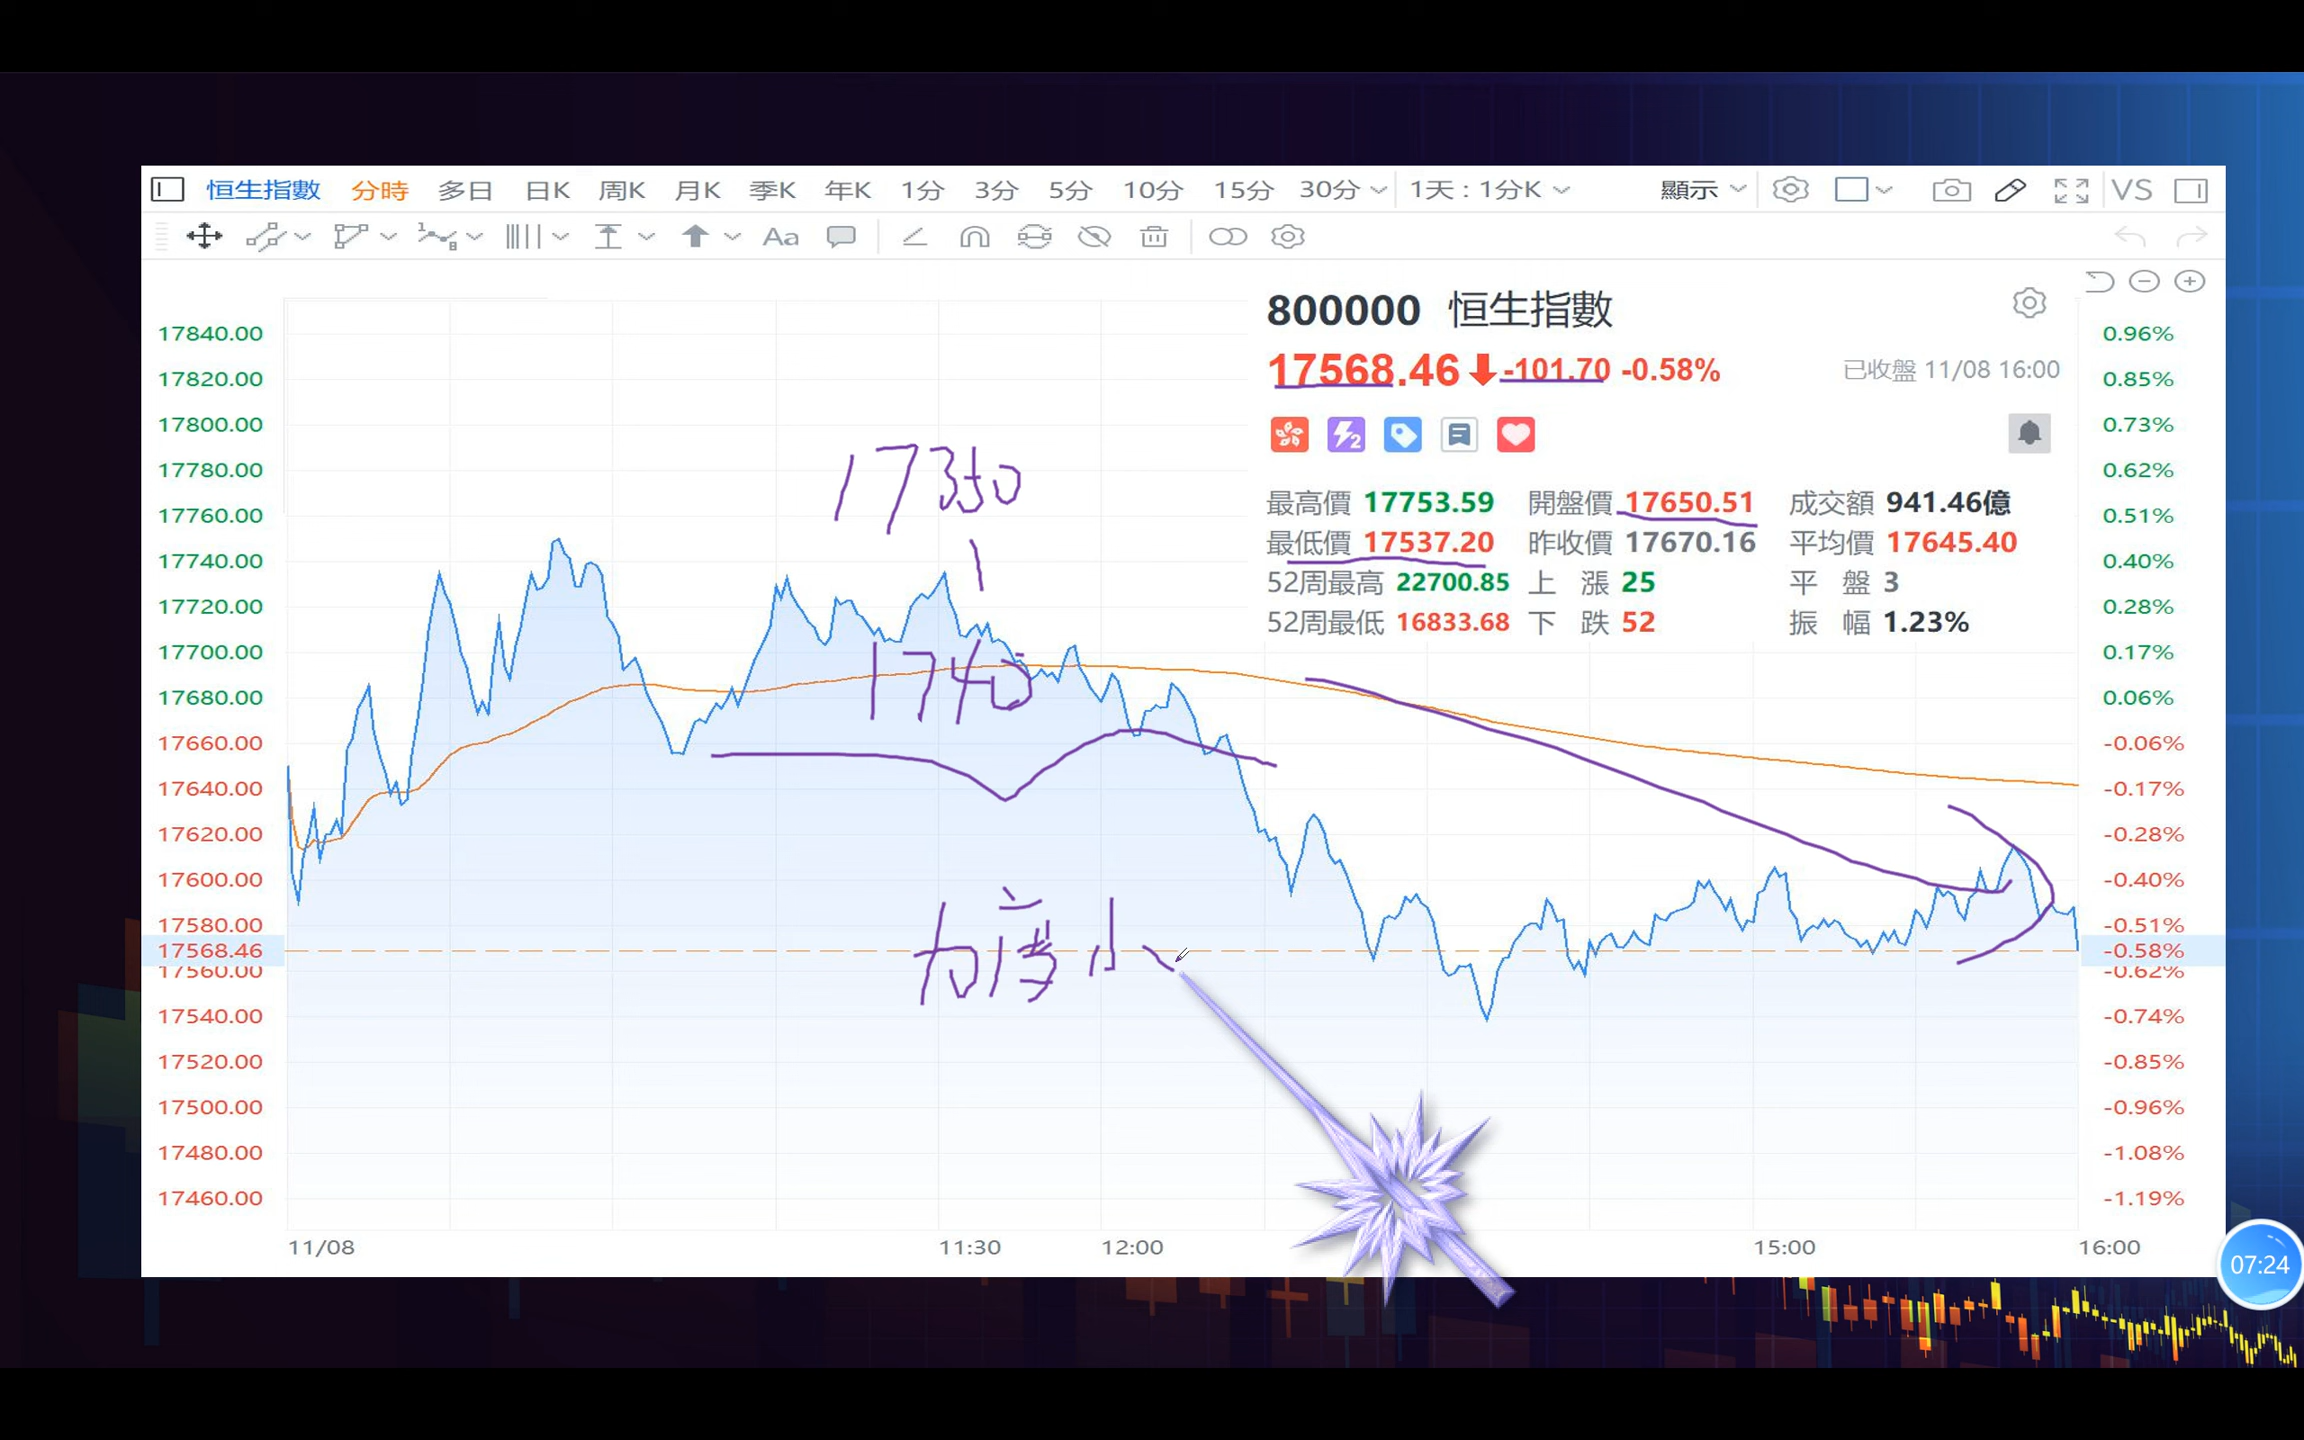 恒生指數 分時 多日 日K 周K 月K 季K 年K 1分 3分 5分 10分 15分 30分 1天 : 1分K 顯示 VS
Aa
800000 恒生指數
17568.46 -101.70 -0.58% 已收盤 11/08 16:00
最高價 17753.59 開盤價 17650.51 成交額 941.46億
最低價 17537.20 昨收價 17670.16 平均價 17645.40
52周最高 22700.85 上 漲 25 平 盤 3
52周最低 16833.68 下 跌 52 振 幅 1.23%
17840.00 0.96%
17820.00 0.85%
17800.00 0.73%
17780.00 0.62%
17760.00 0.51%
17740.00 0.40%
17720.00 0.28%
17700.00 0.17%
17680.00 0.06%
17660.00 -0.06%
17640.00 -0.17%
17620.00 -0.28%
17600.00 -0.40%
17580.00 -0.51%
17568.46 -0.58%
17560.00 -0.62%
17540.00 -0.74%
17520.00 -0.85%
17500.00 -0.96%
17480.00 -1.08%
17460.00 -1.19%
17350
1740
11/08 11:30 12:00 15:00 16:00
07:24